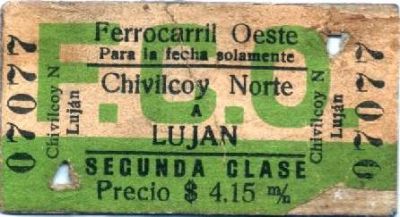 07077
Chivilcoy N
Luján
F.C.O.
Ferrocarril Oeste
Para la fecha solamente
Chivilcoy Norte
A
LUJAN
SEGUNDA CLASE
Precio $ 4.15 m/n
Chivilcoy N
Luján
07077